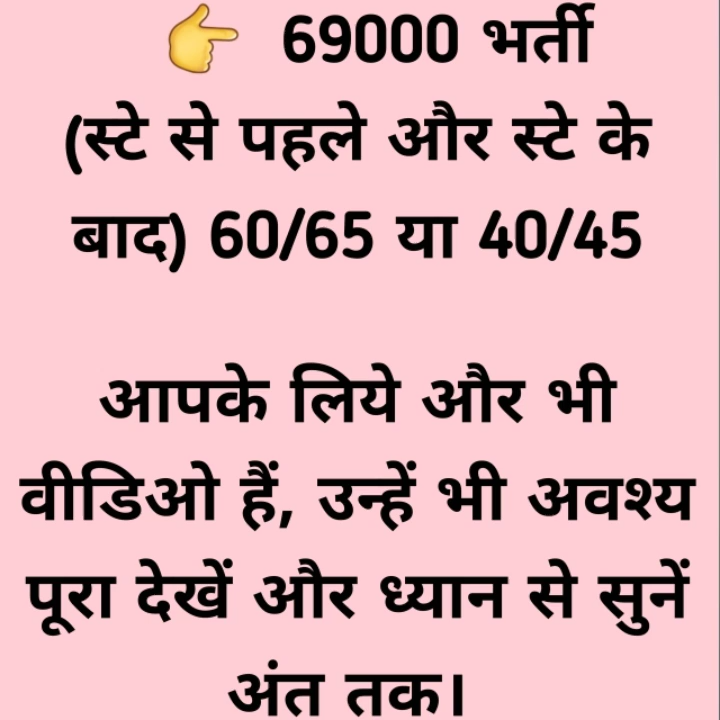 👉 69000 भर्ती
(स्टे से पहले और स्टे के
बाद) 60/65 या 40/45
आपके लिये और भी
वीडिओ हैं, उन्हें भी अवश्य
पूरा देखें और ध्यान से सुनें
अंत तक।